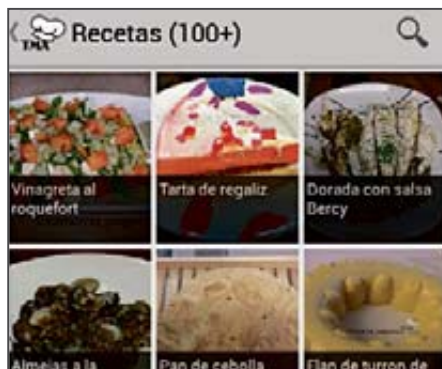 TMX
Recetas (100+)
Vinagreta al
roquefort
Tarta de regaliz
Dorada con salsa
Bercy
Almejas a la
Pan de cebolla
Flan de turron de